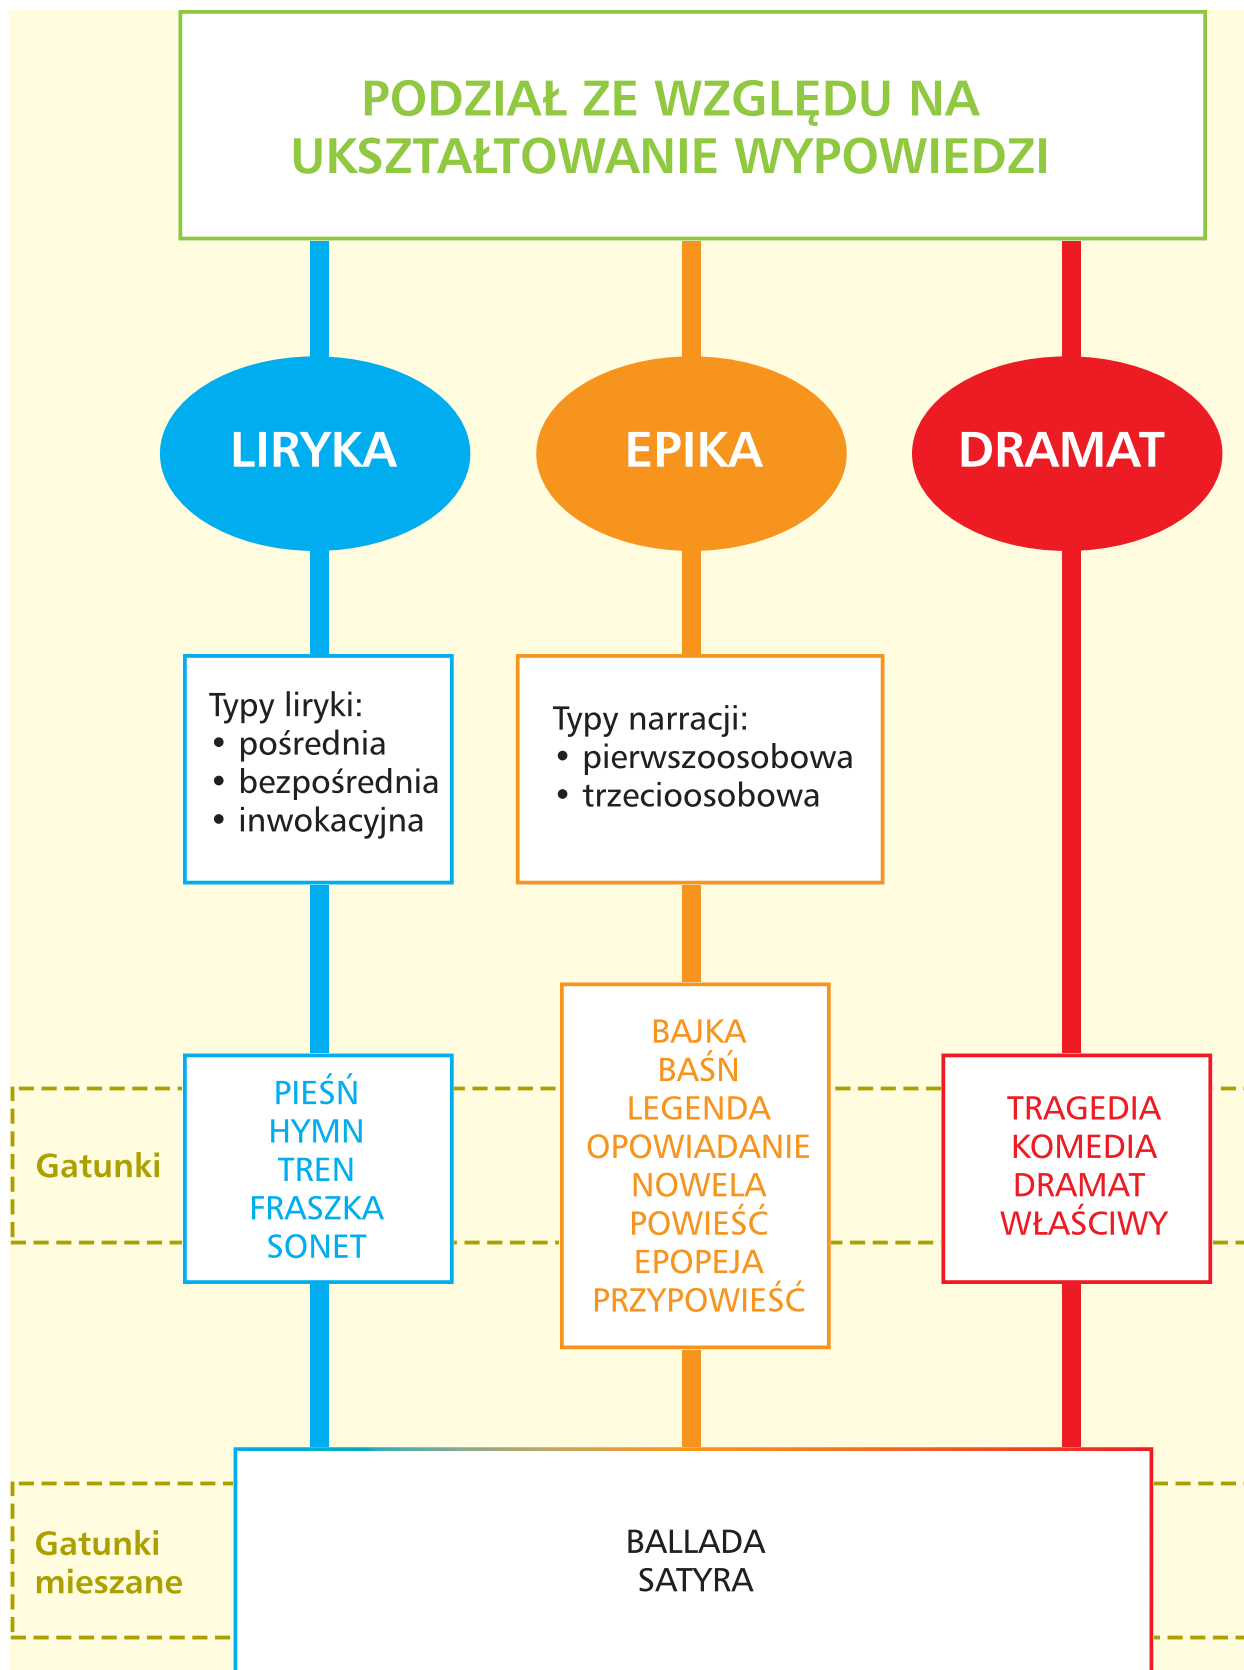 PODZIAŁ ZE WZGLĘDU NA
UKSZTAŁTOWANIE WYPOWIEDZI
LIRYKA
EPIKA
DRAMAT
Typy liryki:
• pośrednia
• bezpośrednia
• inwokacyjna
Typy narracji:
• pierwszoosobowa
• trzecioosobowa
Gatunki
PIEŚŃ
HYMN
TREN
FRASZKA
SONET
BAJKA
BAŚŃ
LEGENDA
OPOWIADANIE
NOWELA
POWIEŚĆ
EPOPEJA
PRZYPOWIEŚĆ
TRAGEDIA
KOMEDIA
DRAMAT
WŁAŚCIWY
Gatunki
mieszane
BALLADA
SATYRA